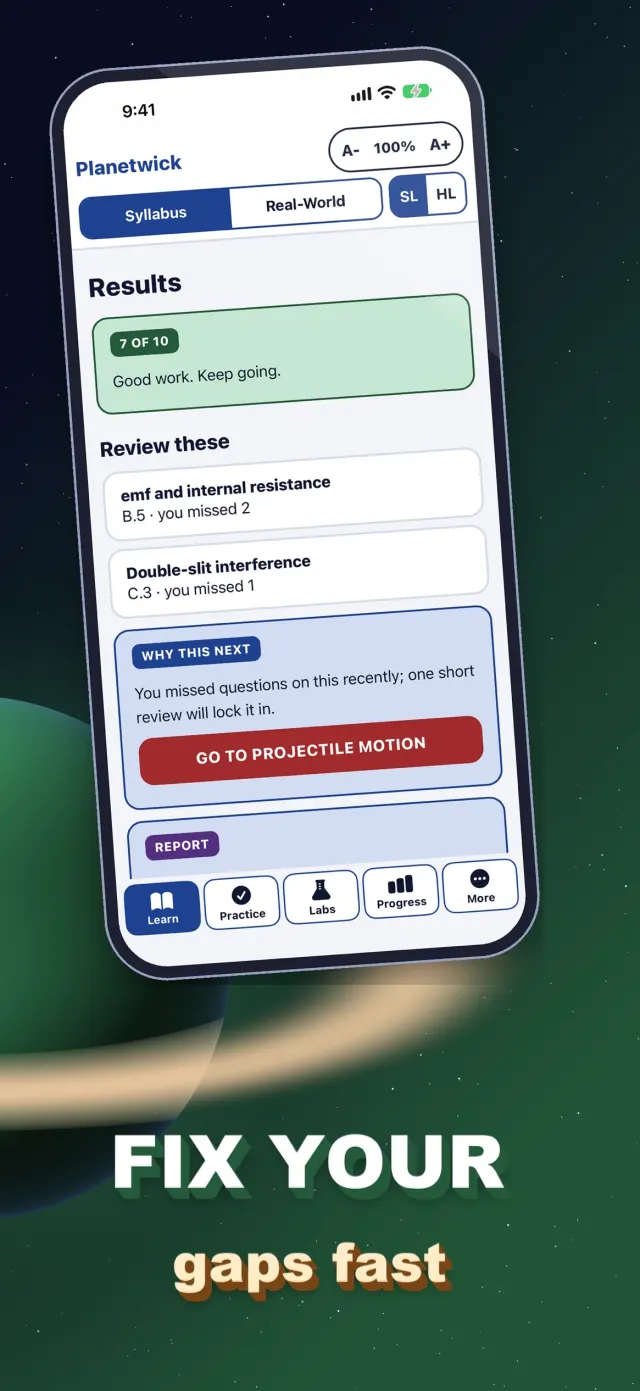 9:41
Planetwick
A- 100% A+
Syllabus Real-World SL HL
Results
7 OF 10
Good work. Keep going.
Review these
emf and internal resistance
B.5 · you missed 2
Double-slit interference
C.3 · you missed 1
WHY THIS NEXT
You missed questions on this recently; one short
review will lock it in.
GO TO PROJECTILE MOTION
REPORT
Learn Practice Labs Progress More
FIX YOUR
gaps fast